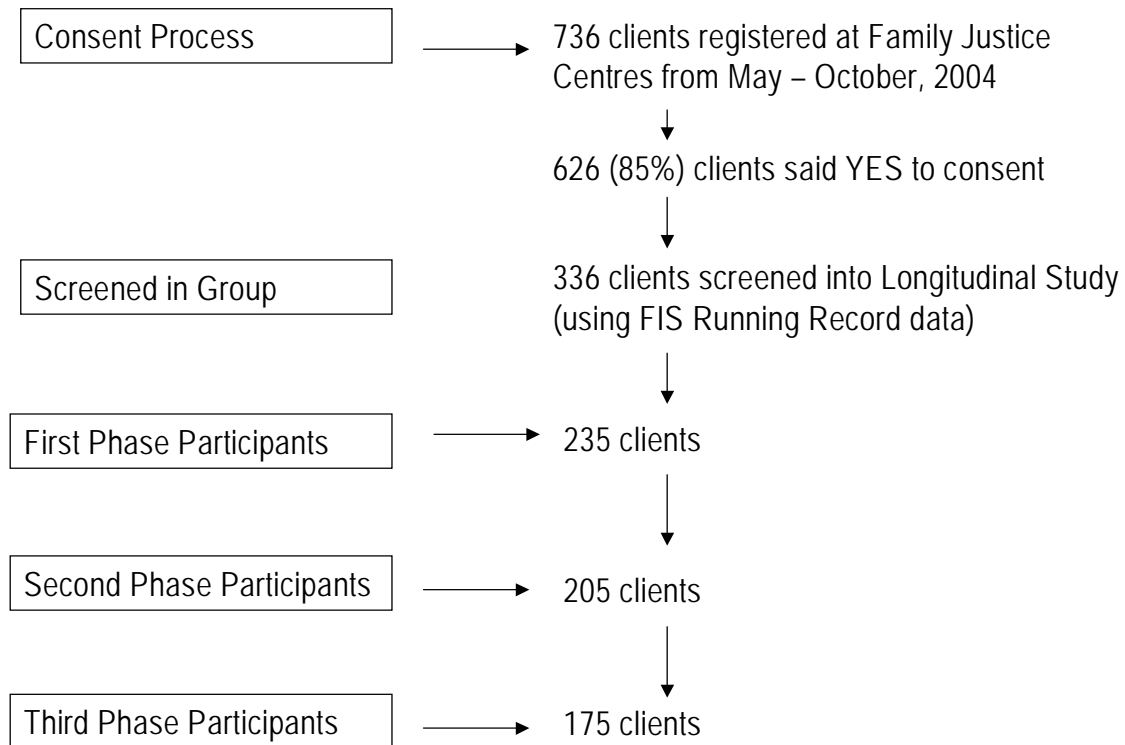 Consent Process
736 clients registered at Family Justice
Centres from May – October, 2004
626 (85%) clients said YES to consent
Screened in Group
336 clients screened into Longitudinal Study
(using FIS Running Record data)
First Phase Participants
235 clients
Second Phase Participants
205 clients
Third Phase Participants
175 clients